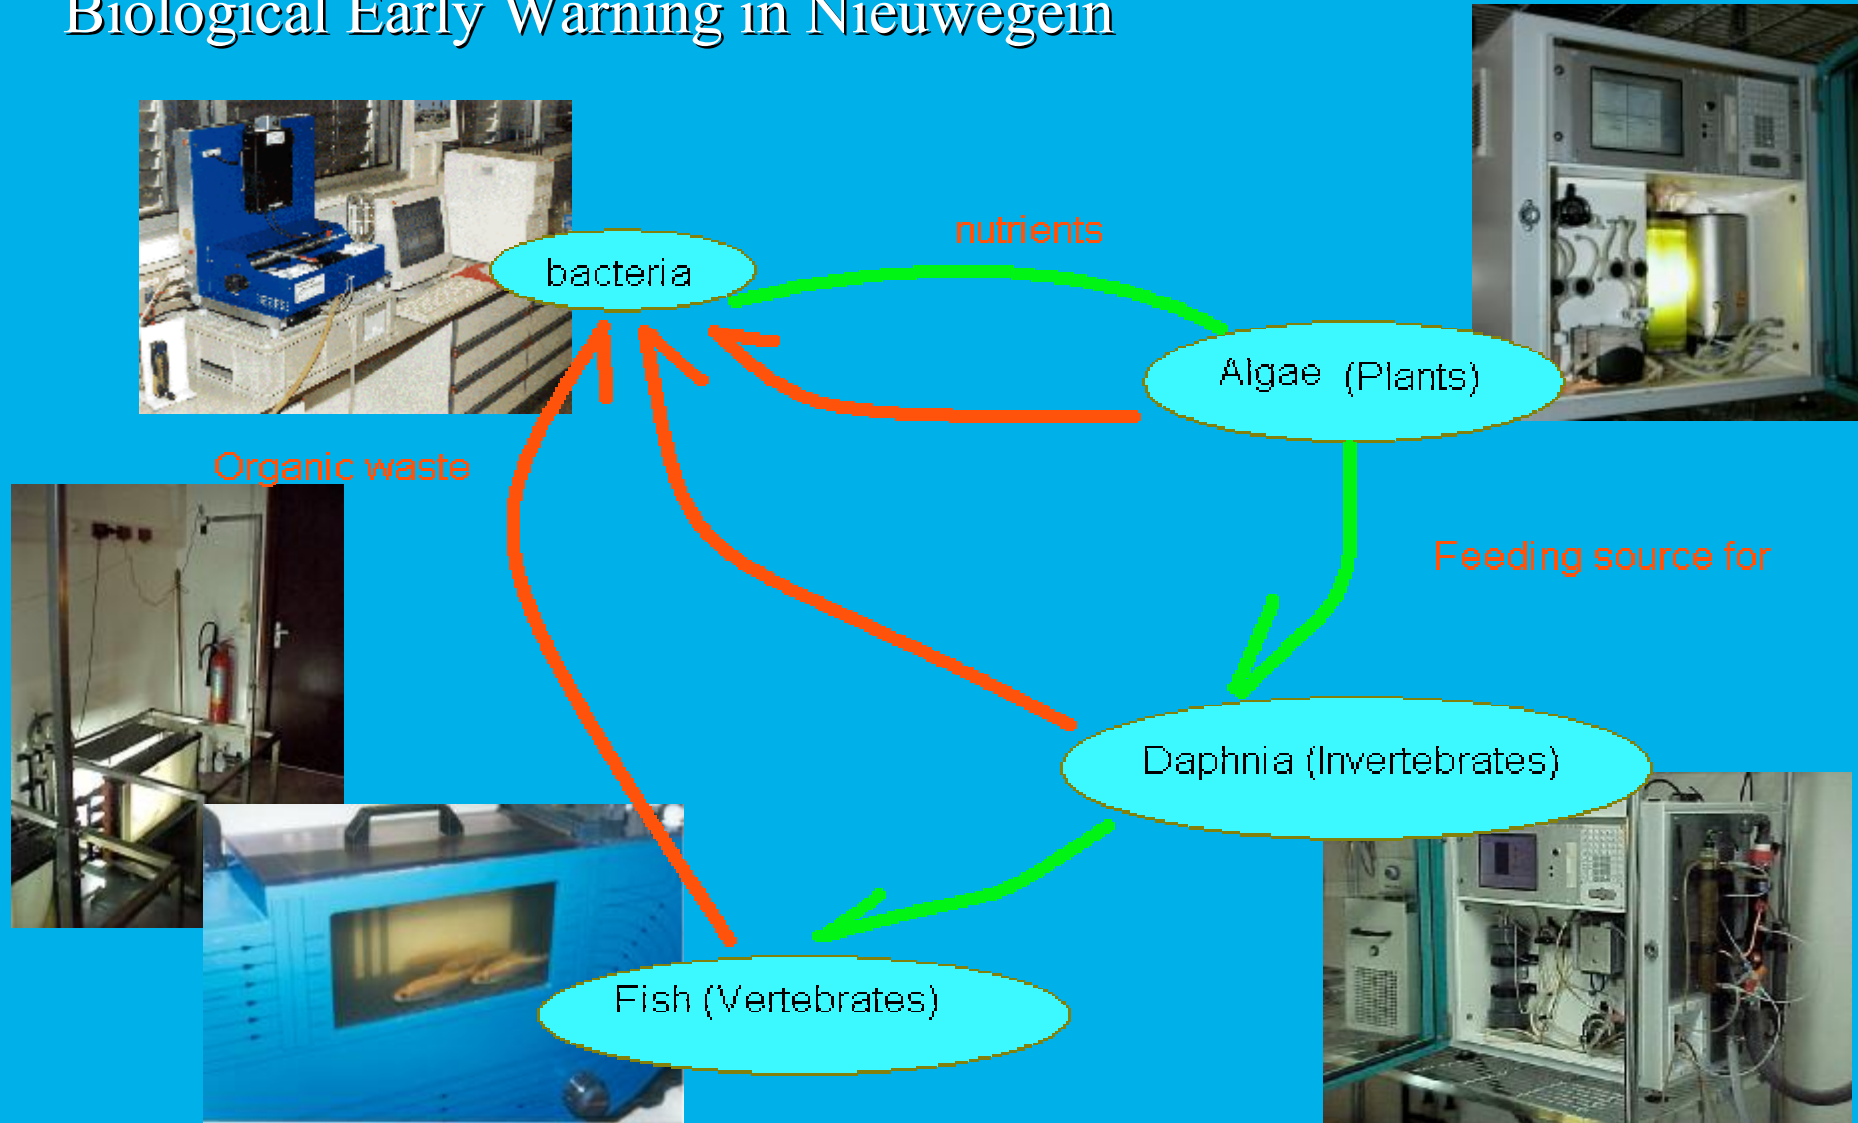 Biological Early Warning in Nieuwegein
nutrients
bacteria
Algae (Plants)
Organic waste
Feeding source for
Daphnia (Invertebrates)
Fish (Vertebrates)